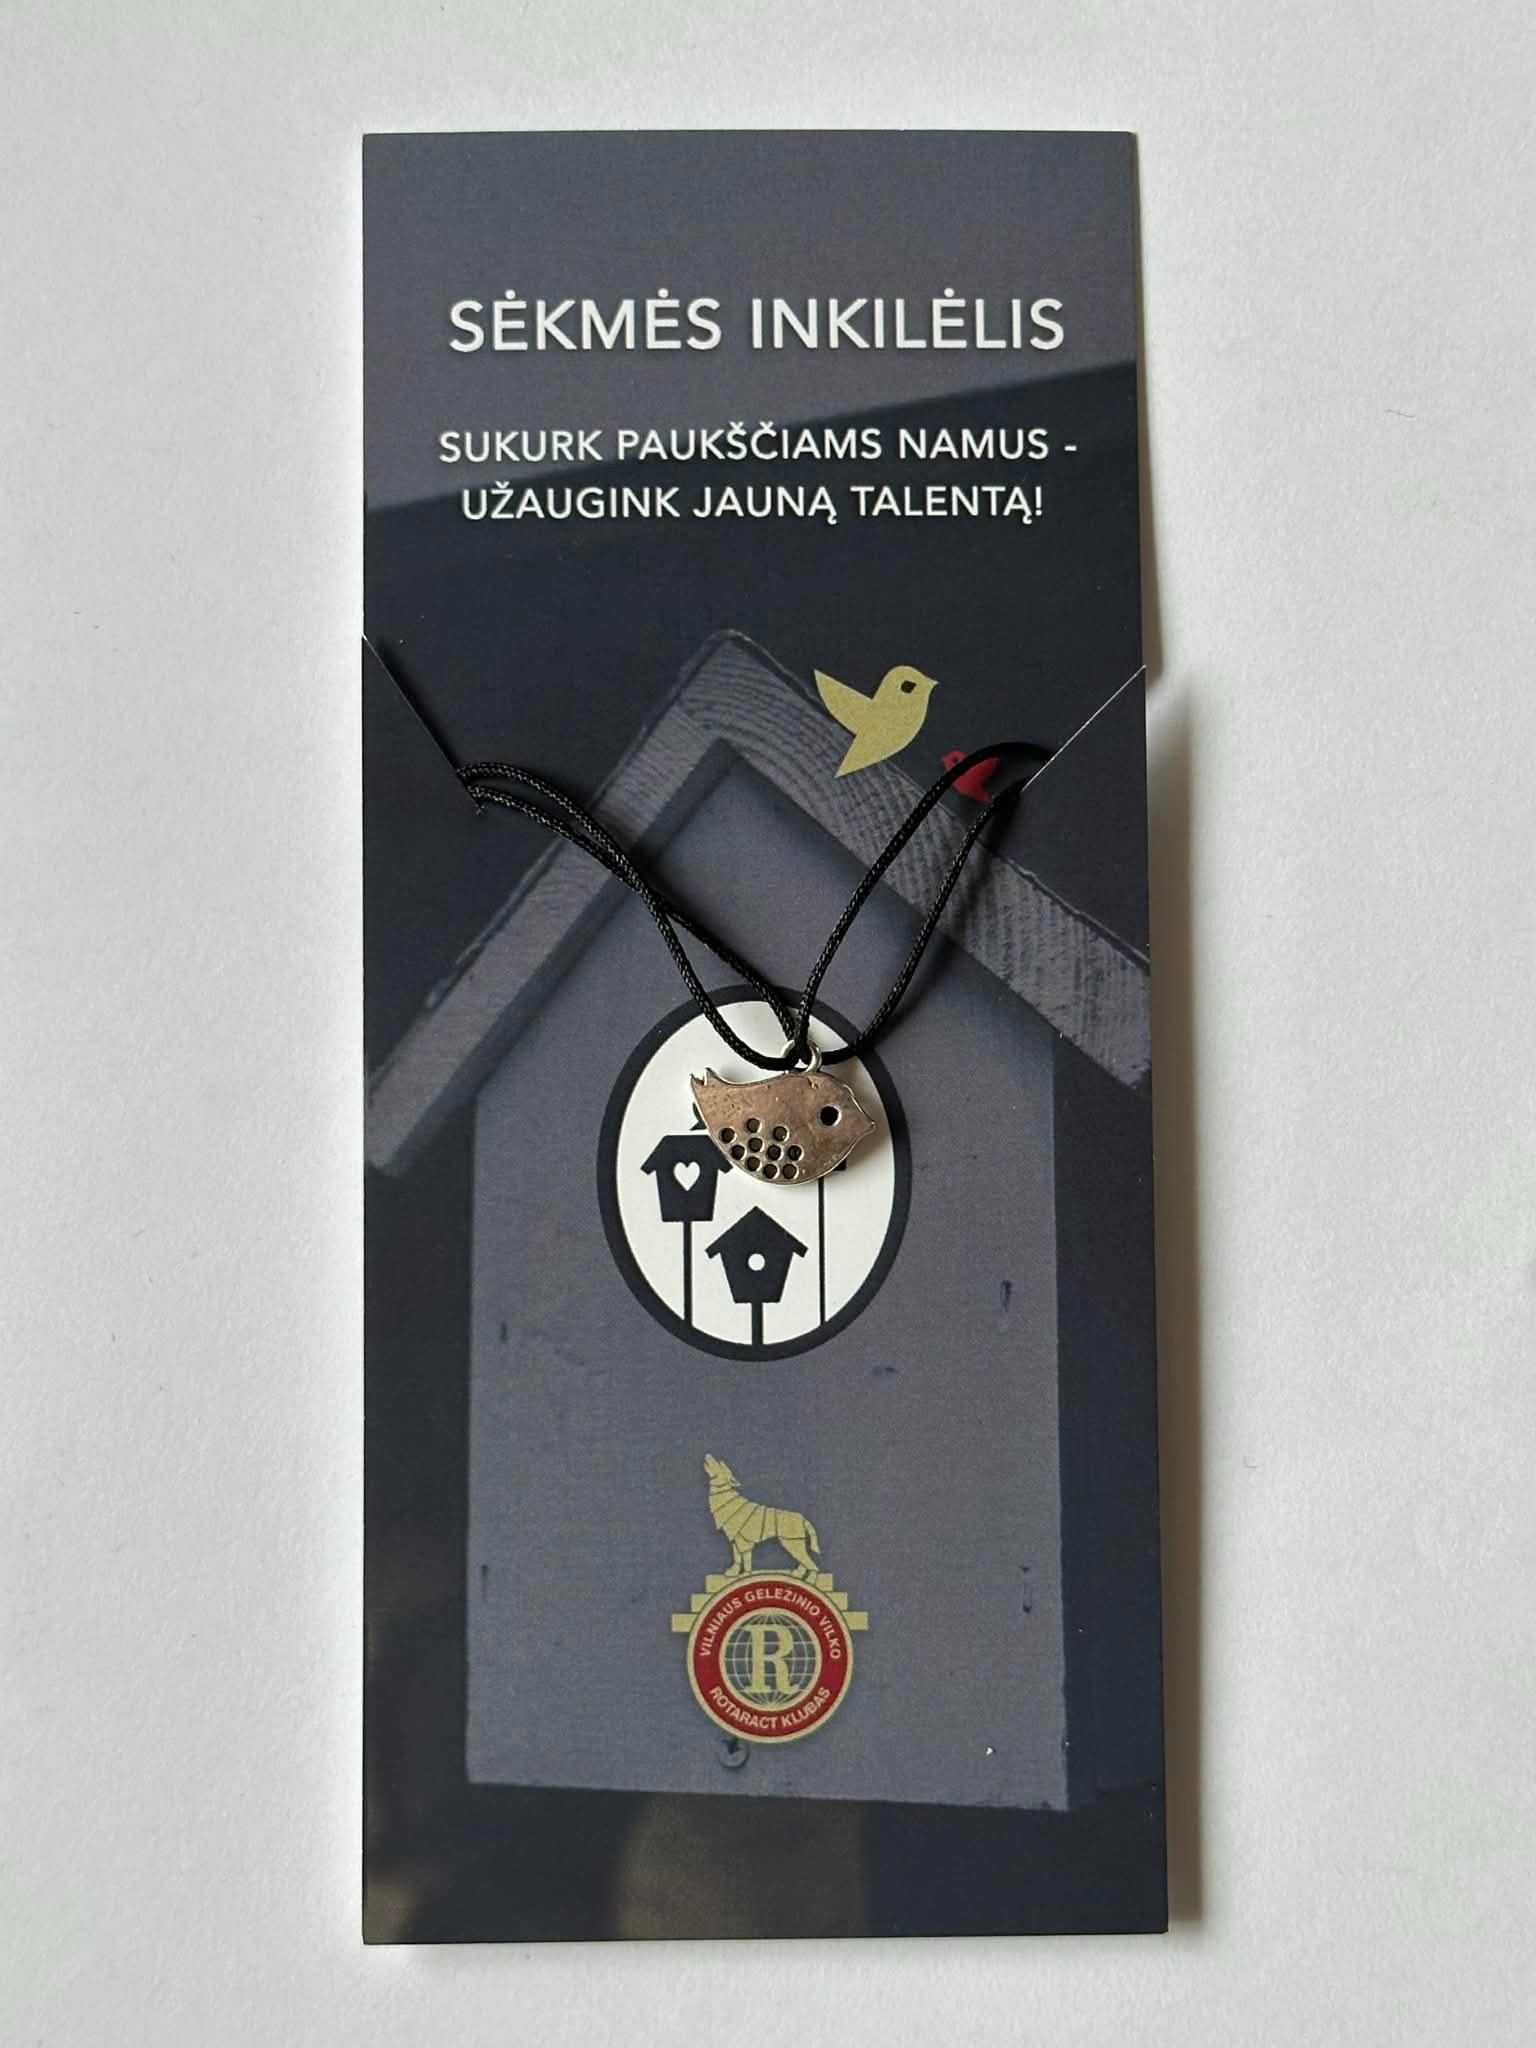 SĖKMĖS INKILĖLIS
SUKURK PAUKŠČIAMS NAMUS -
UŽAUGINK JAUNĄ TALENTĄ!
VILNIAUS GELEŽINIO VILKO
R
ROTARACT KLUBAS